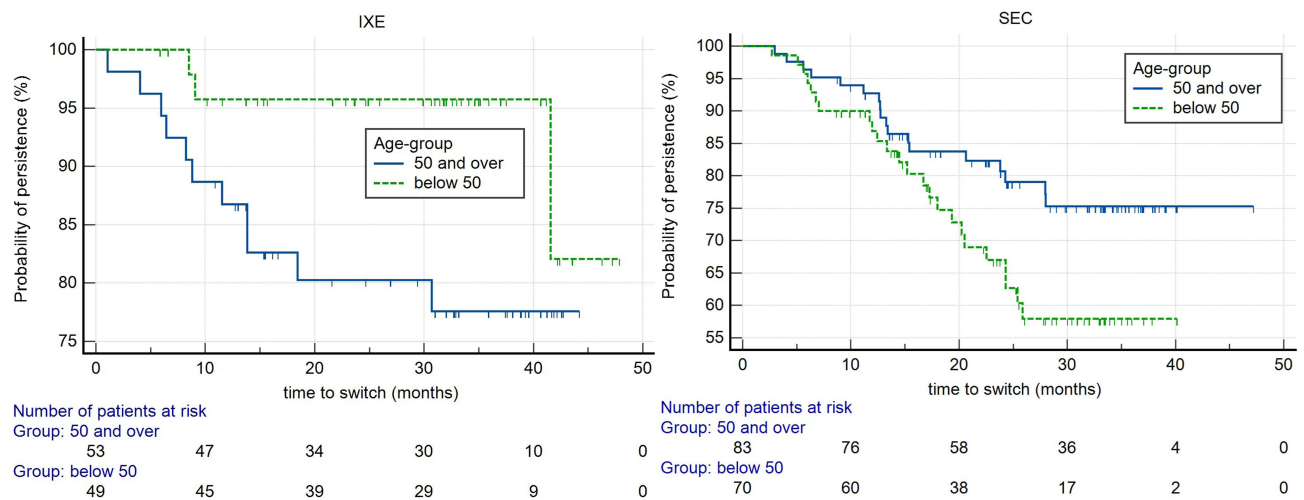 IXE
Probability of persistence (%)
100
95
90
85
80
75
Age-group
50 and over
below 50
0 10 20 30 40 50
time to switch (months)
Number of patients at risk
Group: 50 and over
53 47 34 30 10 0
Group: below 50
49 45 39 29 9 0
SEC
Probability of persistence (%)
100
95
90
85
80
75
70
65
60
55
Age-group
50 and over
below 50
0 10 20 30 40 50
time to switch (months)
Number of patients at risk
Group: 50 and over
83 76 58 36 4 0
Group: below 50
70 60 38 17 2 0